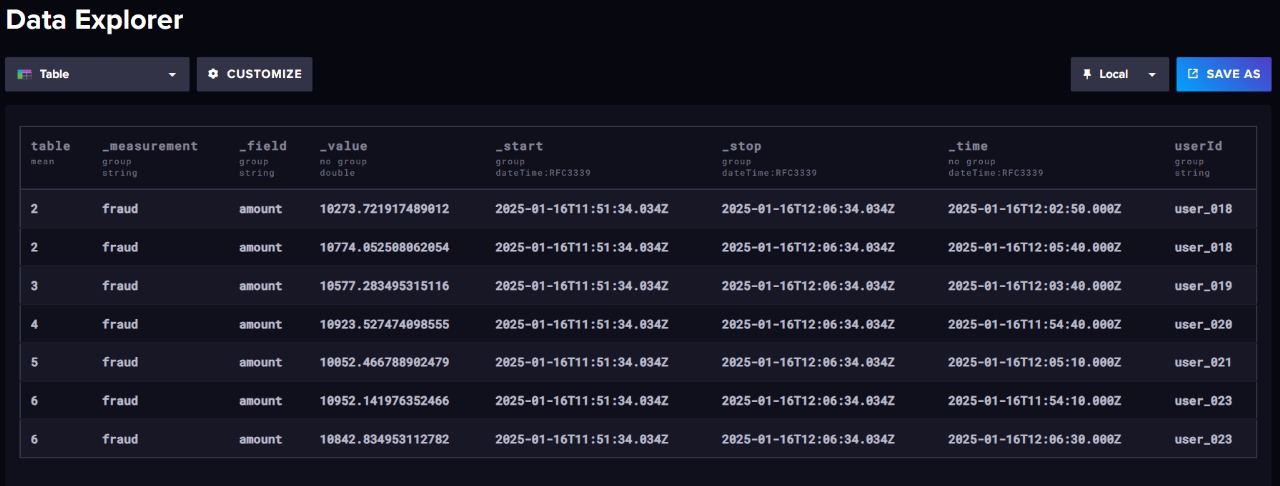 Data Explorer
Table CUSTOMIZE Local SAVE AS
table _measurement _field _value _start _stop _time userId
mean group group no group group group no group group
string string double dateTime:RFC3339 dateTime:RFC3339 dateTime:RFC3339 string
2 fraud amount 10273.721917489012 2025-01-16T11:51:34.034Z 2025-01-16T12:06:34.034Z 2025-01-16T12:02:50.000Z user_018
2 fraud amount 10774.052508062054 2025-01-16T11:51:34.034Z 2025-01-16T12:06:34.034Z 2025-01-16T12:05:40.000Z user_018
3 fraud amount 10577.283495315116 2025-01-16T11:51:34.034Z 2025-01-16T12:06:34.034Z 2025-01-16T12:03:40.000Z user_019
4 fraud amount 10923.527474098555 2025-01-16T11:51:34.034Z 2025-01-16T12:06:34.034Z 2025-01-16T11:54:40.000Z user_020
5 fraud amount 10052.466788902479 2025-01-16T11:51:34.034Z 2025-01-16T12:06:34.034Z 2025-01-16T12:05:10.000Z user_021
6 fraud amount 10952.141976352466 2025-01-16T11:51:34.034Z 2025-01-16T12:06:34.034Z 2025-01-16T11:54:10.000Z user_023
6 fraud amount 10842.834953112782 2025-01-16T11:51:34.034Z 2025-01-16T12:06:34.034Z 2025-01-16T12:06:30.000Z user_023